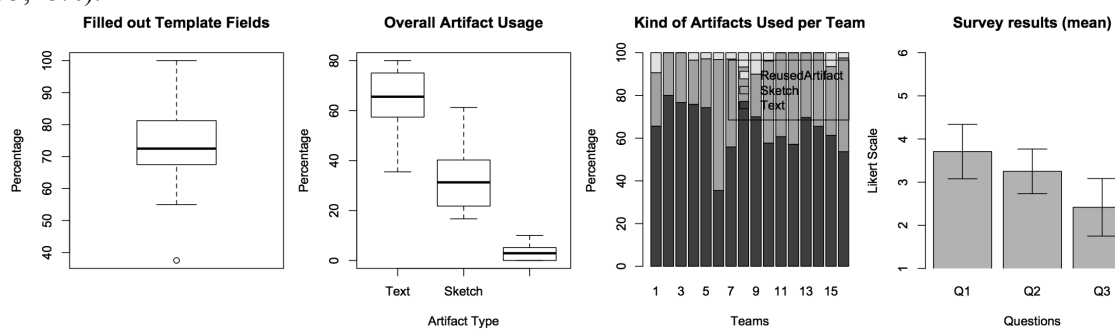 Filled out Template Fields
Percentage
40
50
60
70
80
90
100
Overall Artifact Usage
Percentage
0
20
40
60
80
Text
Sketch
Artifact Type
Kind of Artifacts Used per Team
Percentage
0
20
40
60
80
100
ReusedArtifact
Sketch
Text
1
3
5
7
9
11
13
15
Teams
Survey results (mean)
Likert Scale
1
2
3
4
5
6
Q1
Q2
Q3
Questions